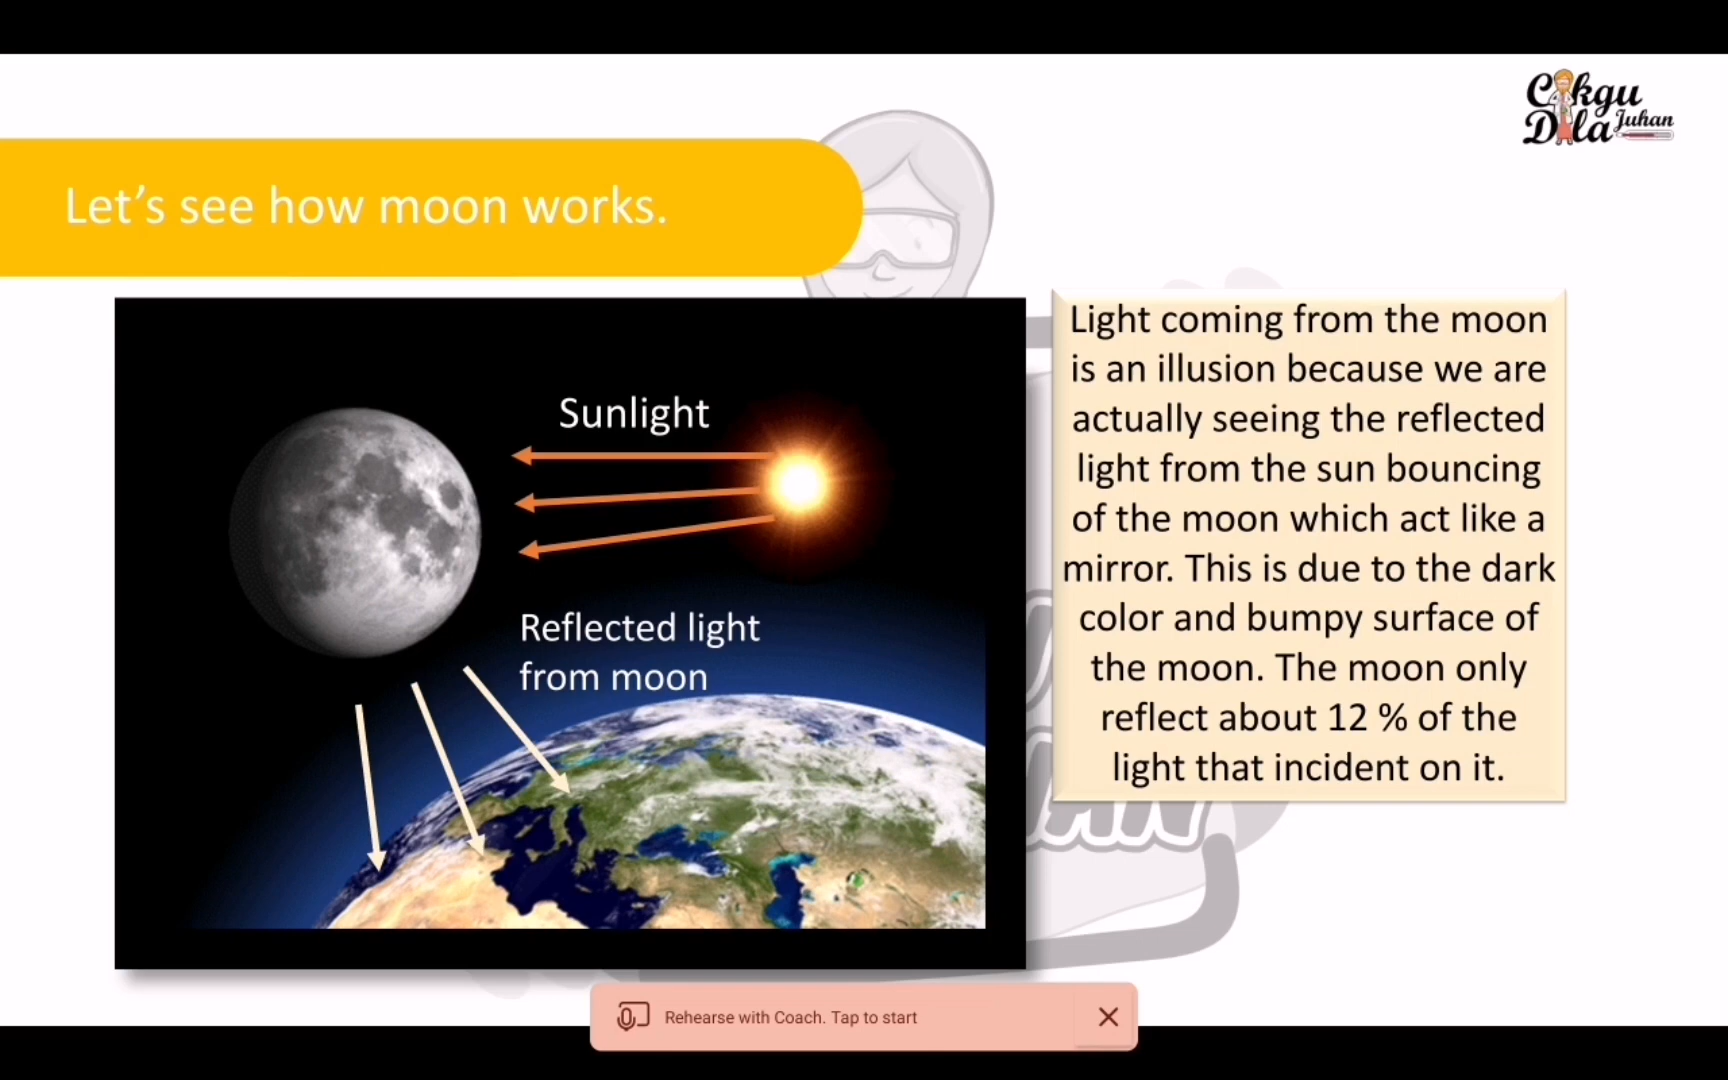 Cikgu
Dila Juhan
Let's see how moon works.
Sunlight
Reflected light
from moon
Light coming from the moon
is an illusion because we are
actually seeing the reflected
light from the sun bouncing
of the moon which act like a
mirror. This is due to the dark
color and bumpy surface of
the moon. The moon only
reflect about 12 % of the
light that incident on it.
Rehearse with Coach. Tap to start